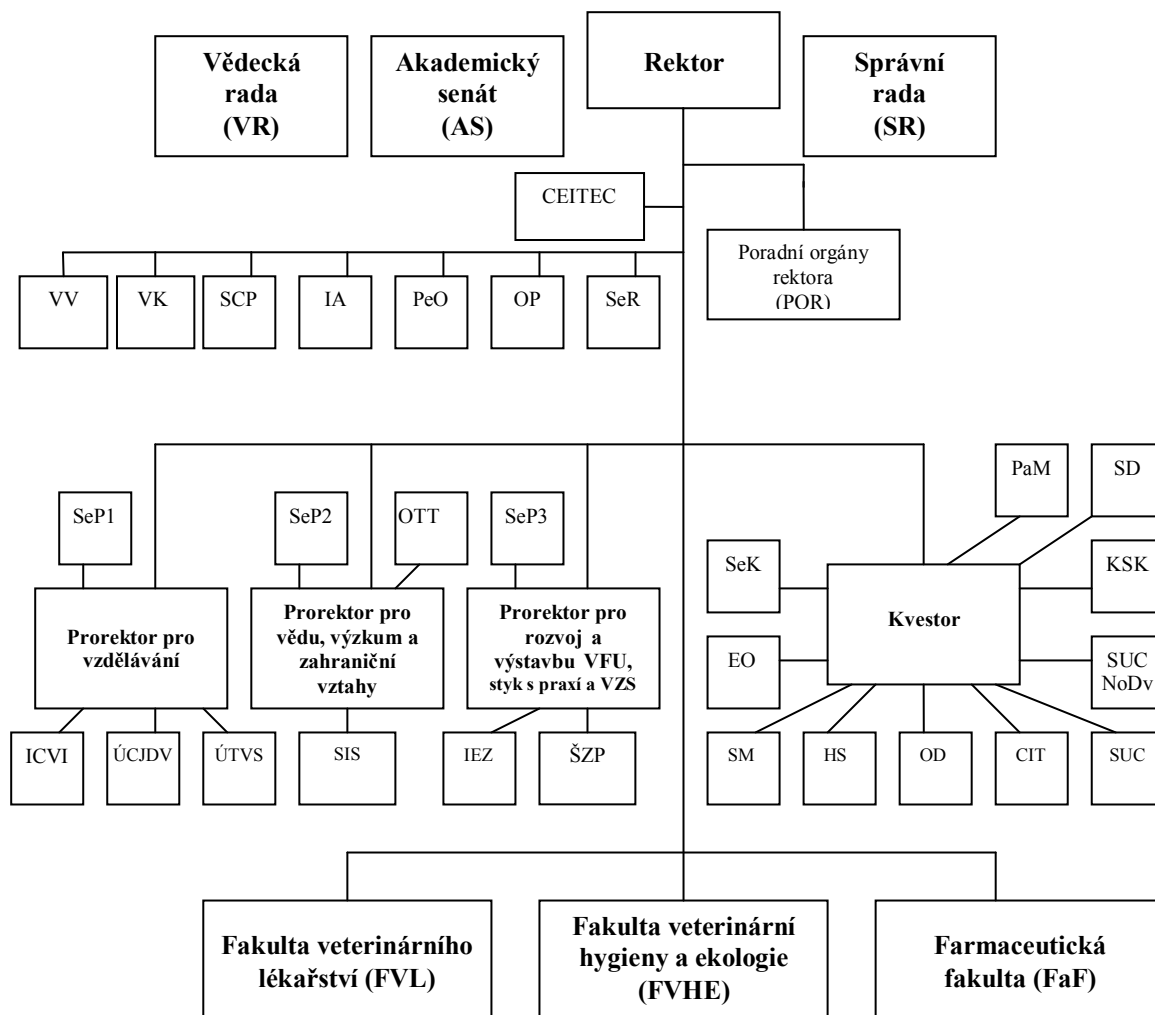 Vědecká
rada
(VR)
Akademický
senát
(AS)
Rektor
Správní
rada
(SR)
CEITEC
Poradní orgány
rektora
(POR)
VV
VK
SCP
IA
PeO
OP
SeR
PaM
SD
SeP1
SeP2
OTT
SeP3
SeK
KSK
Prorektor pro
vzdělávání
Prorektor pro
vědu, výzkum a
zahraniční
vztahy
Prorektor pro
rozvoj a
výstavbu VFU,
styk s praxí a VZS
Kvestor
EO
SUC
NoDv
ICVI
ÚCJDV
ÚTVS
SIS
IEZ
ŠZP
SM
HS
OD
CIT
SUC
Fakulta veterinárního
lékařství (FVL)
Fakulta veterinární
hygieny a ekologie
(FVHE)
Farmaceutická
fakulta (FaF)